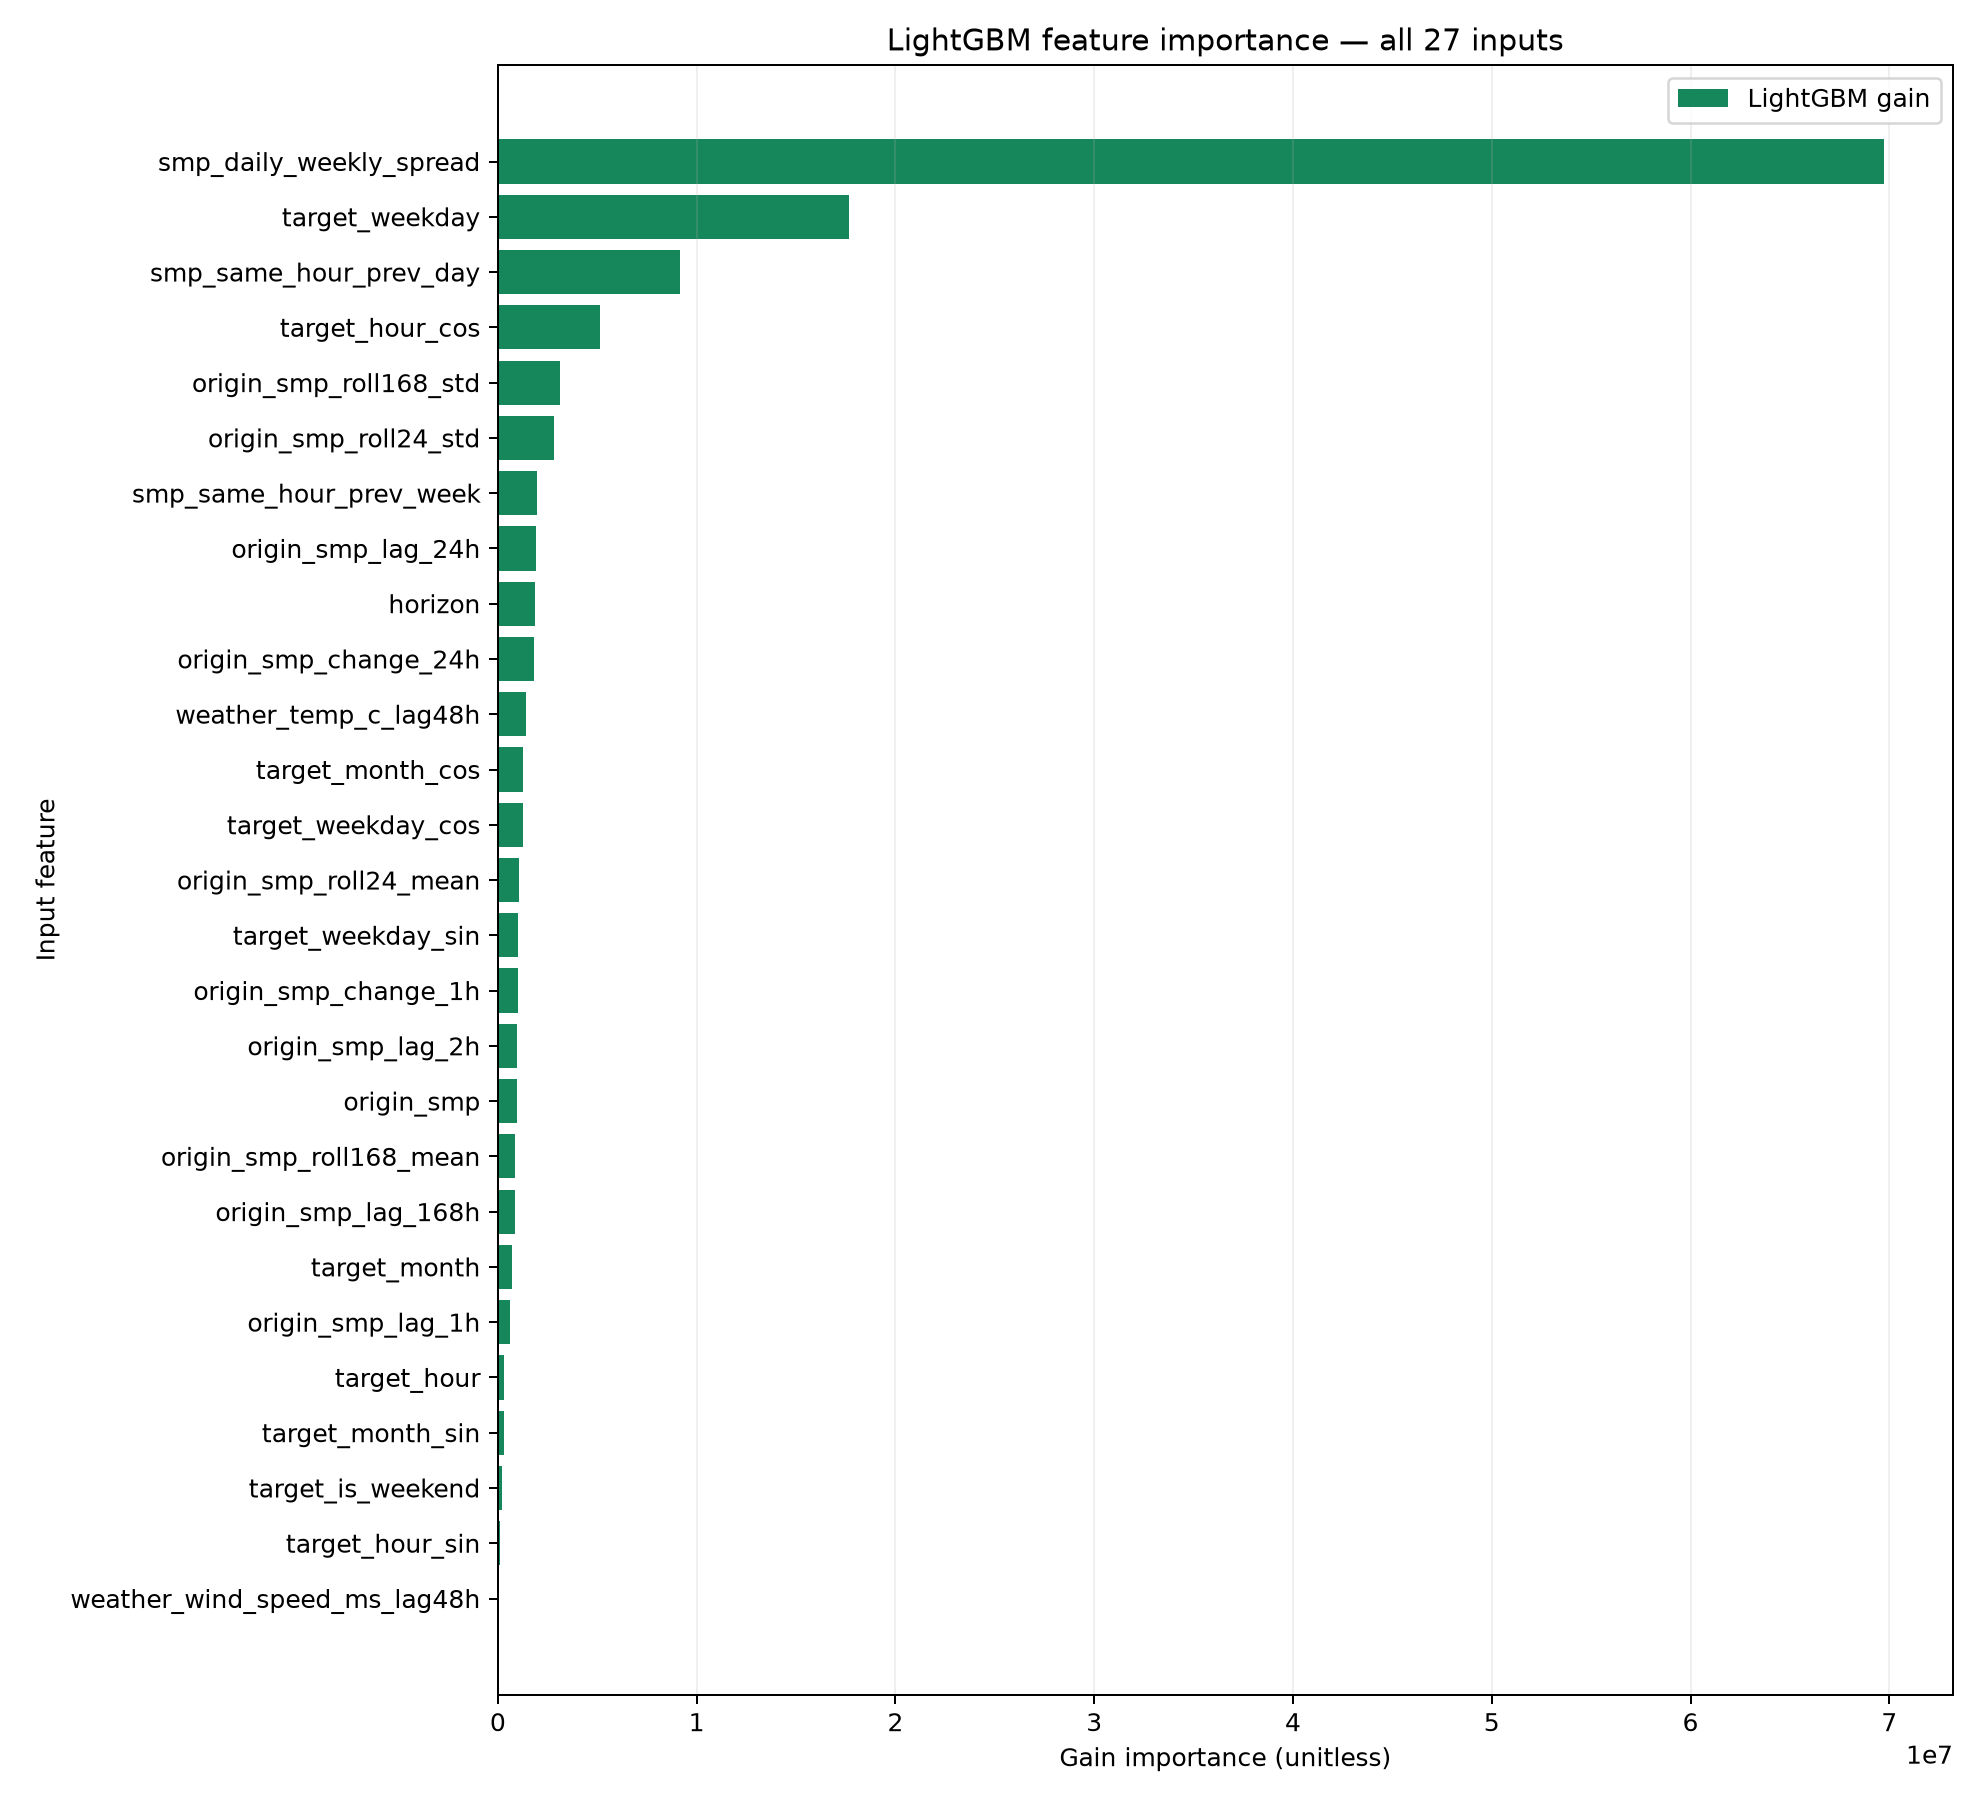 LightGBM feature importance — all 27 inputs
LightGBM gain
smp_daily_weekly_spread
target_weekday
smp_same_hour_prev_day
target_hour_cos
origin_smp_roll168_std
origin_smp_roll24_std
smp_same_hour_prev_week
origin_smp_lag_24h
horizon
origin_smp_change_24h
weather_temp_c_lag48h
target_month_cos
target_weekday_cos
origin_smp_roll24_mean
target_weekday_sin
origin_smp_change_1h
origin_smp_lag_2h
origin_smp
origin_smp_roll168_mean
origin_smp_lag_168h
target_month
origin_smp_lag_1h
target_hour
target_month_sin
target_is_weekend
target_hour_sin
weather_wind_speed_ms_lag48h
Input feature
0 1 2 3 4 5 6 7
1e7
Gain importance (unitless)